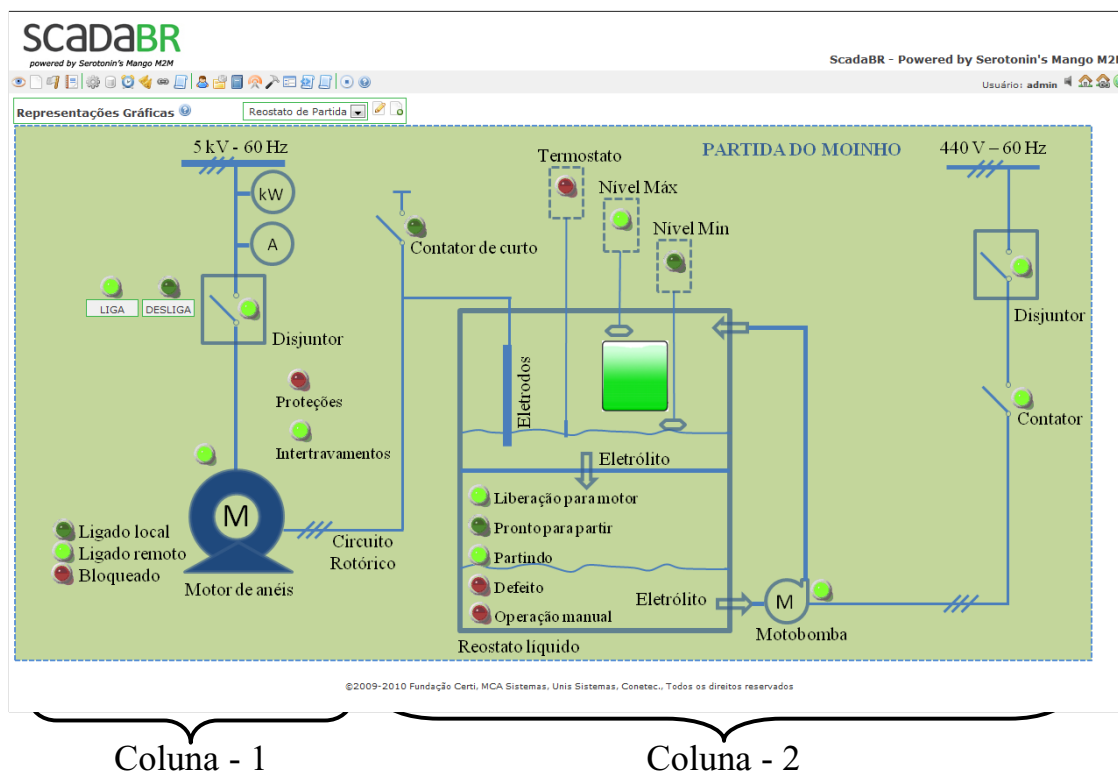 SCADABR
powered by Serotonin's Mango M2M
ScadaBR - Powered by Serotonin's Mango M2
Usuário: admin
Representações Gráficas
Reostato de Partida
5 kV - 60 Hz
Termostato
PARTIDA DO MOINHO
440 V – 60 Hz
kW
Nível Máx
Nível Min
A
Contator de curto
LIGA
DESLIGA
Disjuntor
Disjuntor
Eletrodos
Proteções
Contator
Intertravamentos
Eletrólito
Liberação para motor
M
Pronto para partir
Ligado local
Ligado remoto
Bloqueado
Circuito
Rotórico
Partindo
Motor de anéis
Defeito
Eletrólito
M
Operação manual
Motobomba
Reostato líquido
©2009-2010 Fundação Certi, MCA Sistemas, Unis Sistemas, Conetec., Todos os direitos reservados
Coluna - 1
Coluna - 2